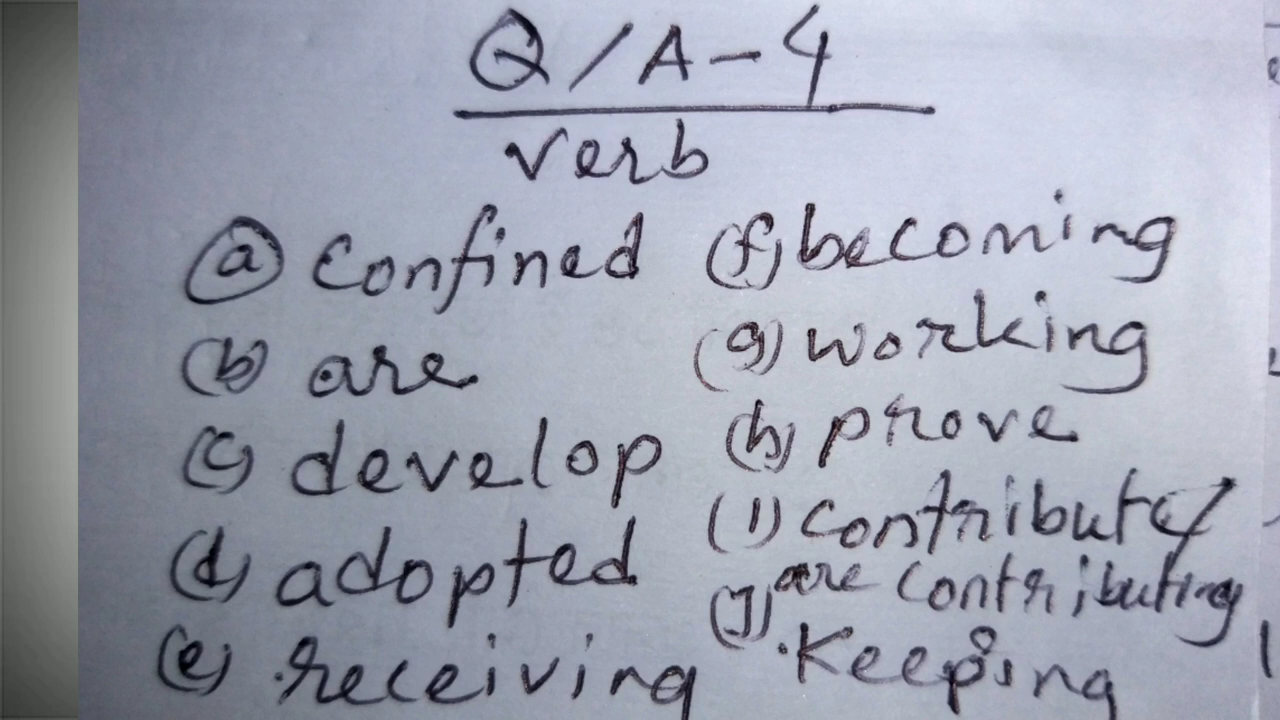 Q/A-4
verb
(a) confined
(b) are
(c) develop
(d) adopted
(e) receiving
(f) becoming
(g) working
(h) prove
(i) contribute/
are contributing
(J) Keeping